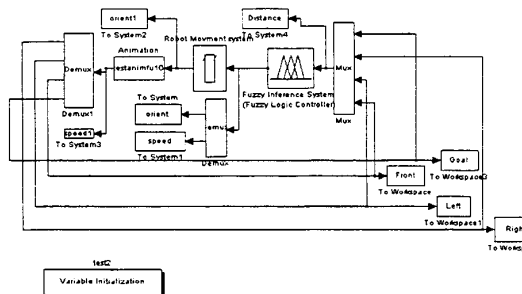 orient1
To System2
Distance
To System4
Robot Movment system
Animation
Demux
estanimfu10
Mux
Demux1
To System
Fuzzy Inference System
(Fuzzy Logic Controller)
Mux
orient
speed1
To System3
speed
To System1
Demux
Goal
To Workspace3
Front
To Workspace
Left
To Workspace1
Righ
To Works
test2
Variable Initialization